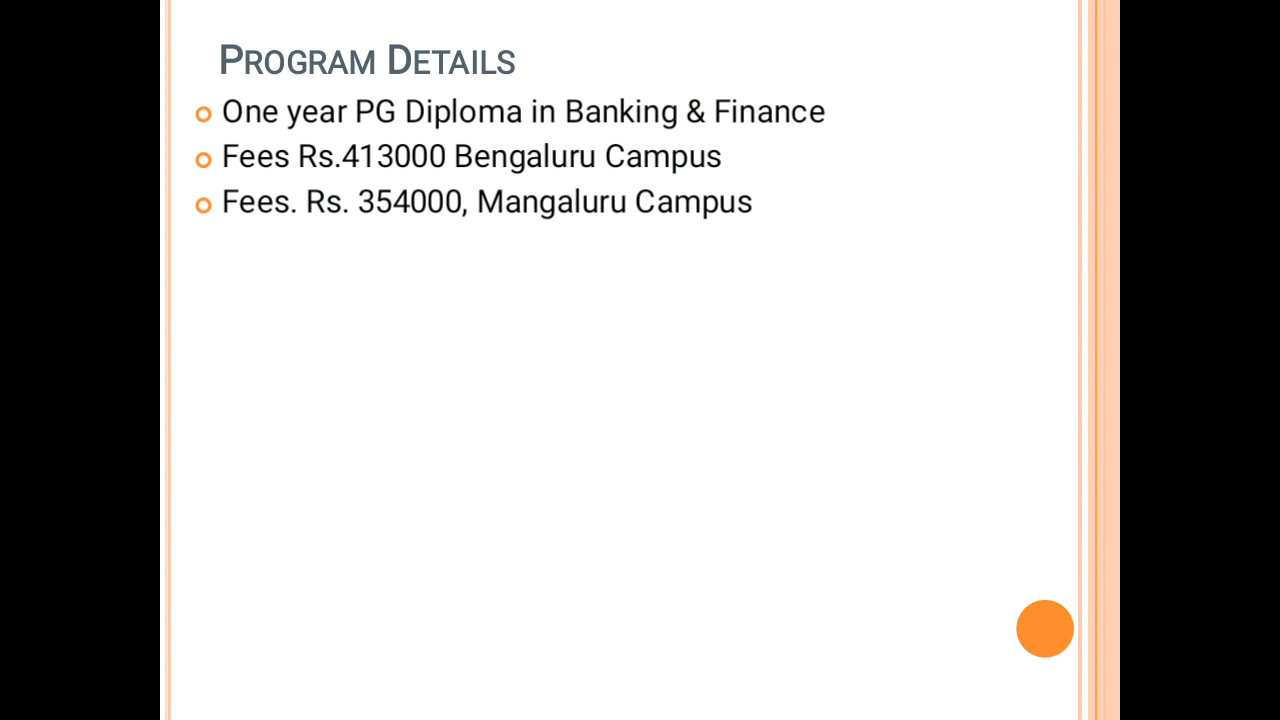 Program Details
One year PG Diploma in Banking & Finance
Fees Rs.413000 Bengaluru Campus
Fees. Rs. 354000, Mangaluru Campus